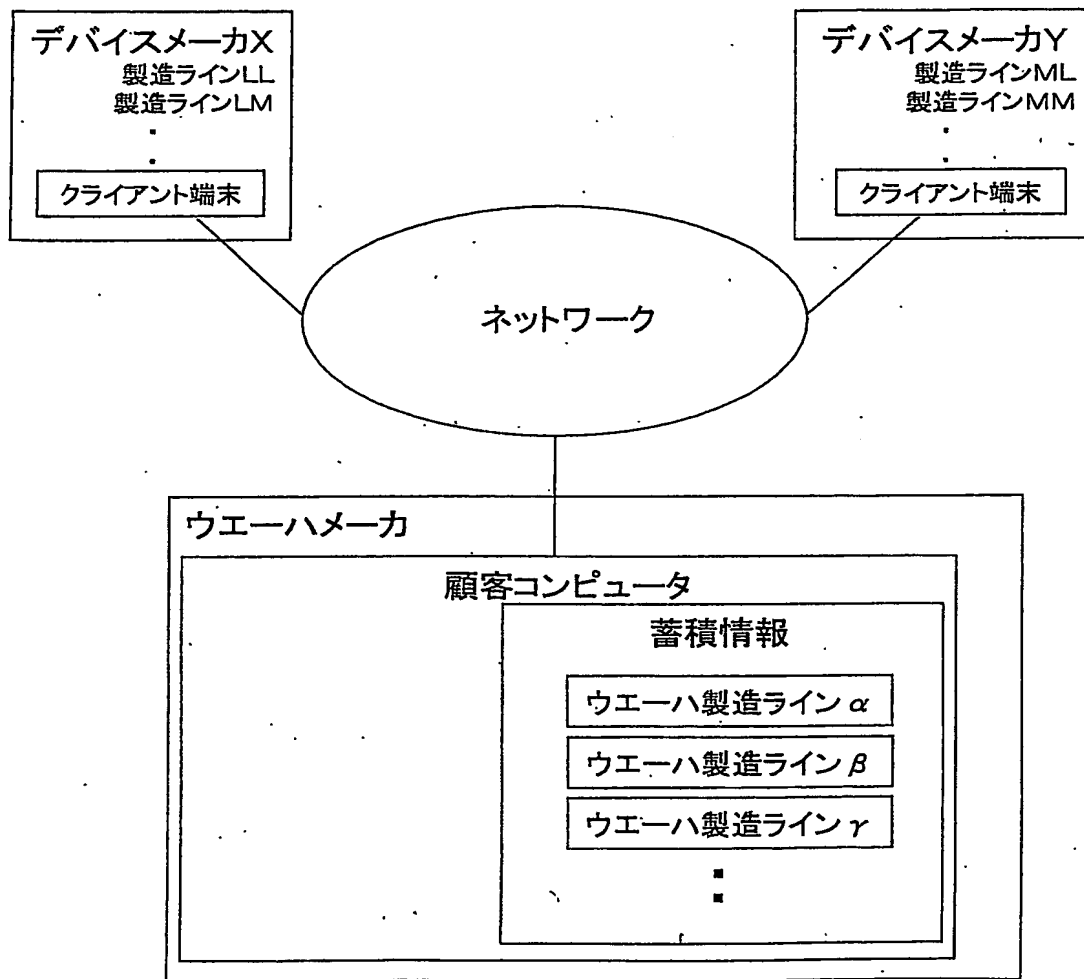 デバイスメーカX
製造ラインLL
製造ラインLM
クライアント端末
デバイスメーカY
製造ラインML
製造ラインMM
クライアント端末
ネットワーク
ウエーハメーカ
顧客コンピュータ
蓄積情報
ウエーハ製造ラインα
ウエーハ製造ラインβ
ウエーハ製造ラインγ